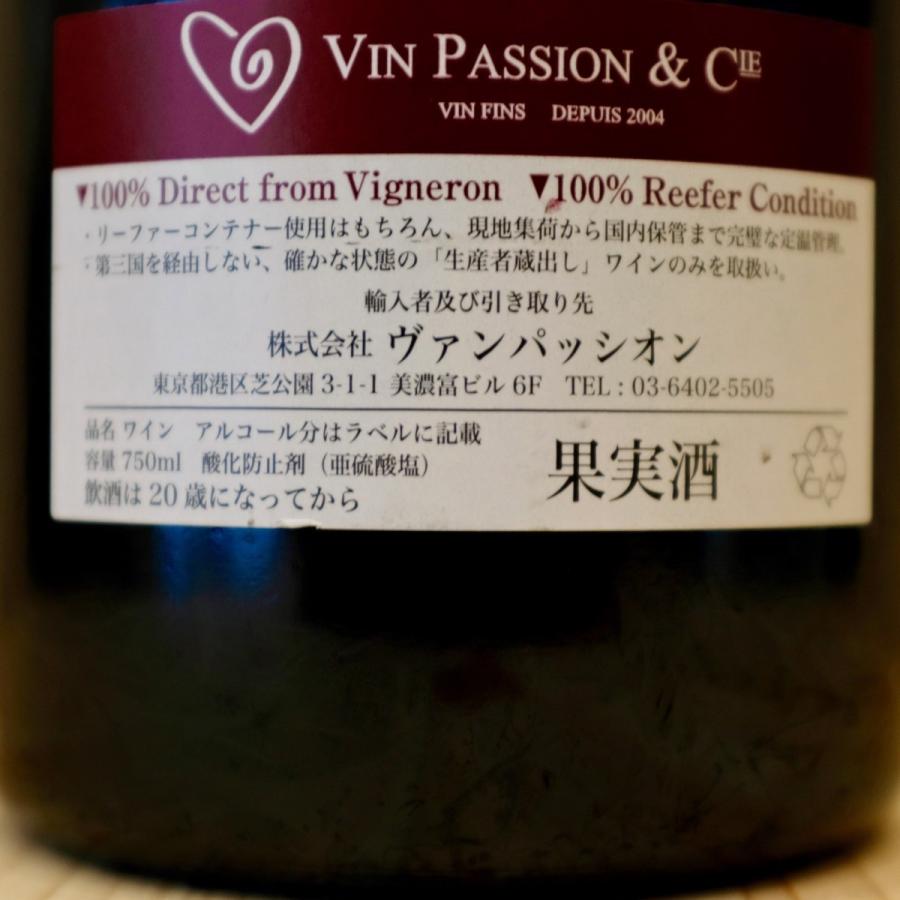 VIN PASSION & CIE
VIN FINS DEPUIS 2004
▼100% Direct from Vigneron ▼100% Reefer Condition
・リーファーコンテナー使用はもちろん、現地集荷から国内保管まで完璧な定温管理。
・第三国を経由しない、確かな状態の「生産者蔵出し」ワインのみを取扱い。
輸入者及び引き取り先
株式会社 ヴァンパッシオン
東京都港区芝公園 3-1-1 美濃富ビル 6F TEL : 03-6402-5505
品名 ワイン アルコール分はラベルに記載
容量 750ml 酸化防止剤（亜硫酸塩）
果実酒
飲酒は 20 歳になってから